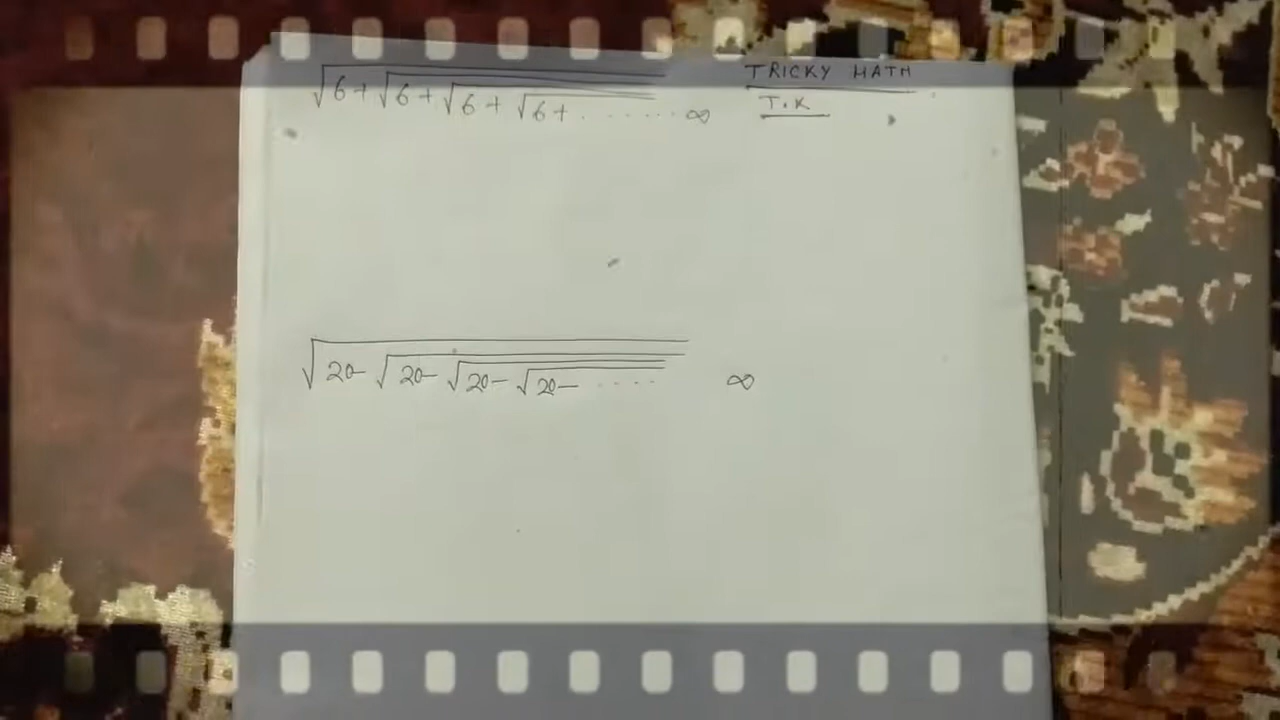 √6+√6+√6+√6+.......∞
TRICKY MATH
T.K
√20-√20-√20-√20-.... ∞